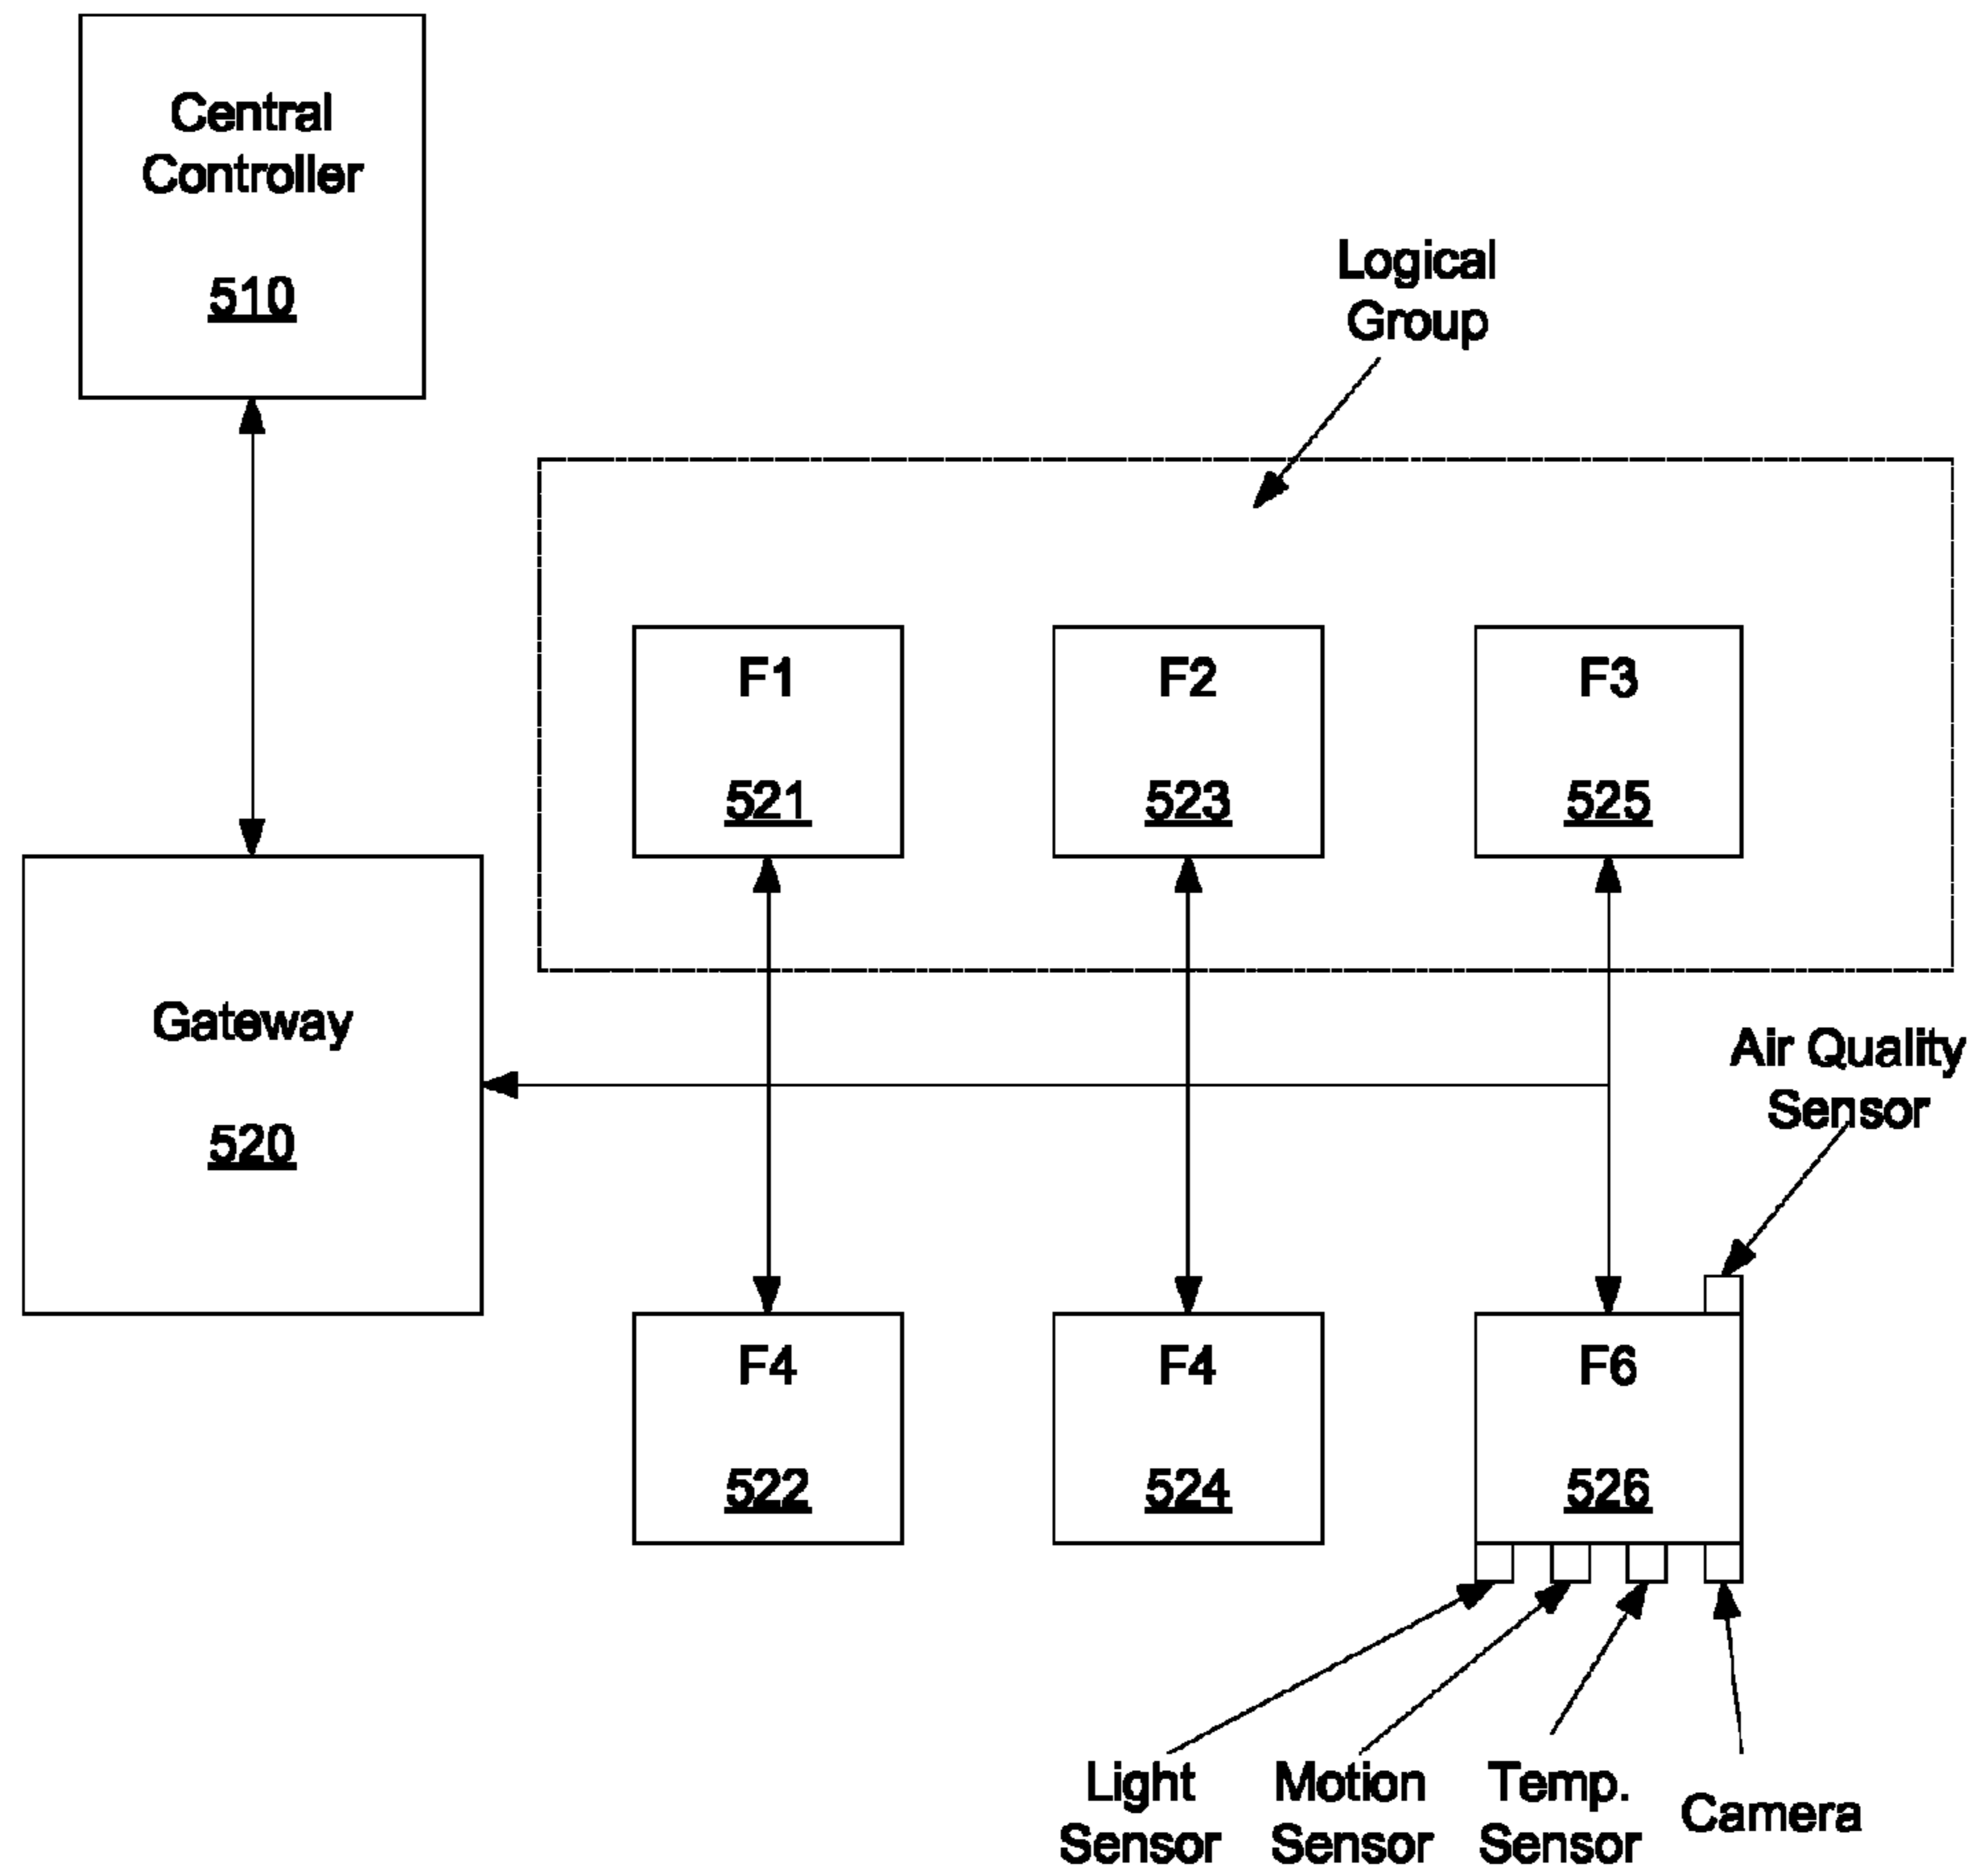 Central
Controller
510
Logical
Group
F1
521
F2
523
F3
525
Gateway
520
Air Quality
Sensor
F4
522
F4
524
F6
526
Light
Sensor
Motion
Sensor
Temp.
Sensor
Camera